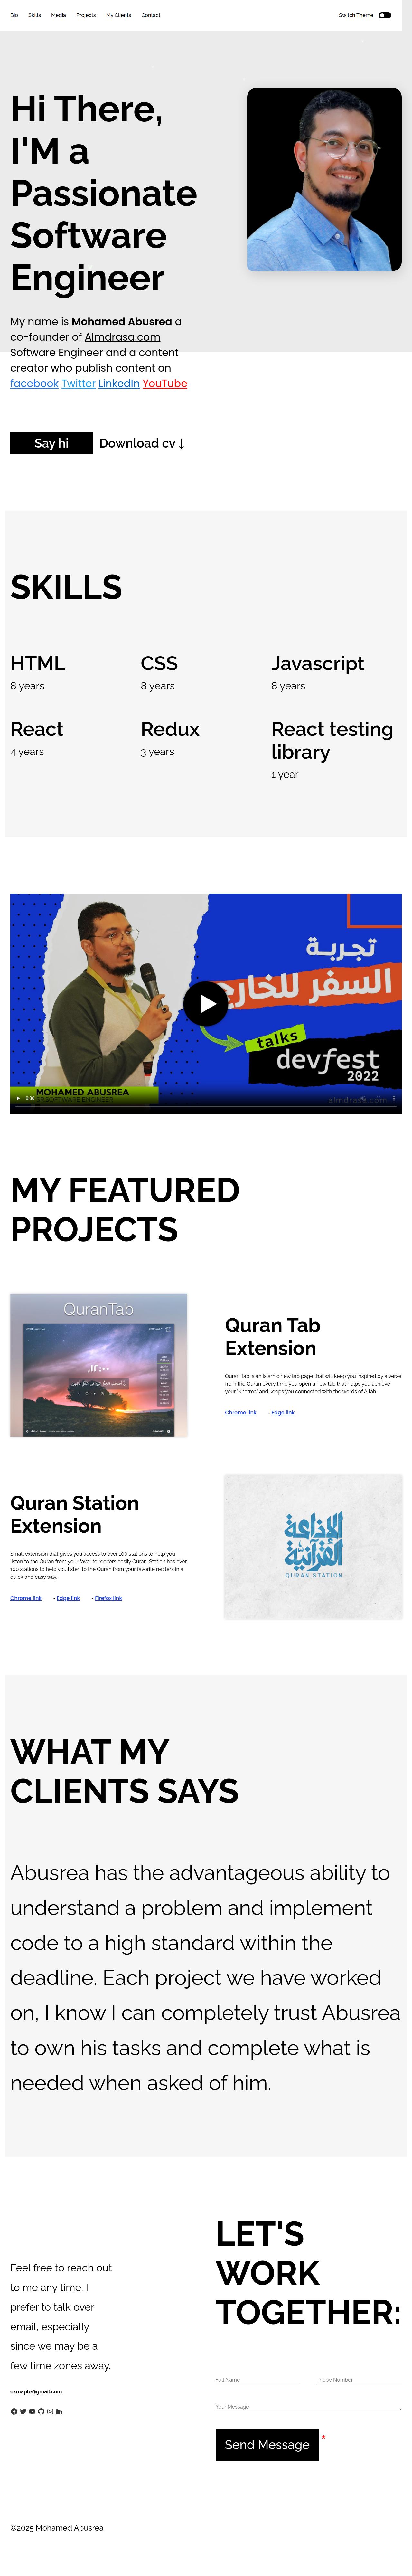 Bio Skills Media Projects My Clients Contact Switch Theme
Hi There,
I'M a
Passionate
Software
Engineer
My name is Mohamed Abusrea a
co-founder of Almdrasa.com
Software Engineer and a content
creator who publish content on
facebook Twitter LinkedIn YouTube
Say hi Download cv ↓
SKILLS
HTML CSS Javascript
8 years 8 years 8 years
React Redux React testing
library
4 years 3 years 1 year
تجربة
السفر للخارج
talks
devfest
2022
MOHAMED ABUSREA
0:00
almdrasa.com
MY FEATURED
PROJECTS
QuranTab
Quran Tab
Extension
Quran Tab is an Islamic new tab page that will keep you inspired by a verse
from the Quran every time you open a new tab that helps you achieve
your "Khatma" and keeps you connected with the words of Allah.
Chrome link - Edge link
Quran Station
Extension
Small extension that gives you access to over 100 stations to help you
listen to the Quran from your favorite reciters easily Quran-Station has over
100 stations to help you listen to the Quran from your favorite reciters in a
quick and easy way.
Chrome link - Edge link - Firefox link
الإذاعة
القرآنية
QURAN STATION
WHAT MY
CLIENTS SAYS
Abusrea has the advantageous ability to
understand a problem and implement
code to a high standard within the
deadline. Each project we have worked
on, I know I can completely trust Abusrea
to own his tasks and complete what is
needed when asked of him.
Feel free to reach out
to me any time. I
prefer to talk over
email, especially
since we may be a
few time zones away.
exmaple@gmail.com
LET'S
WORK
TOGETHER:
Full Name Phobe Number
Your Message
Send Message *
©2025 Mohamed Abusrea